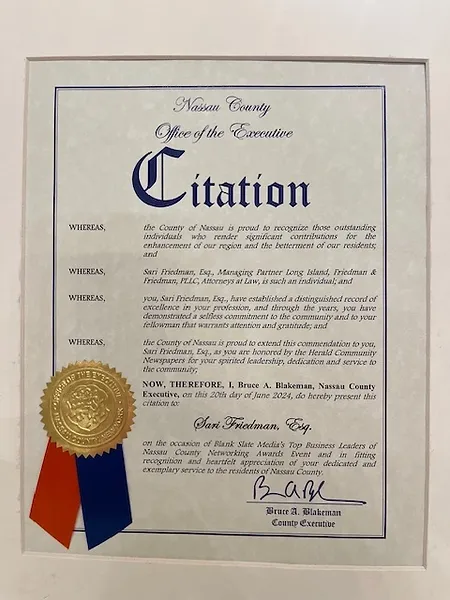 Nassau County
Office of the Executive
Citation
WHEREAS, the County of Nassau is proud to recognize those outstanding
individuals who render significant contributions for the
enhancement of our region and the betterment of our residents;
and
WHEREAS, Sari Friedman, Esq., Managing Partner Long Island, Friedman &
Friedman, PLLC, Attorneys at Law, is such an individual; and
WHEREAS, you, Sari Friedman, Esq., have established a distinguished record of
excellence in your profession, and through the years, you have
demonstrated a selfless commitment to the community and to your
fellowman that warrants attention and gratitude; and
WHEREAS, the County of Nassau is proud to extend this commendation to you,
Sari Friedman, Esq., as you are honored by the Herald Community
Newspapers for your spirited leadership, dedication and service to
the community;
NOW, THEREFORE, I, Bruce A. Blakeman, Nassau County
Executive, on this 20th day of June 2024, do hereby present this
citation to:
Sari Friedman, Esq.
on the occasion of Blank Slate Media's Top Business Leaders of
Nassau County Networking Awards Event and in fitting
recognition and heartfelt appreciation of your dedicated and
exemplary service to the residents of Nassau County.
Bruce A. Blakeman
County Executive